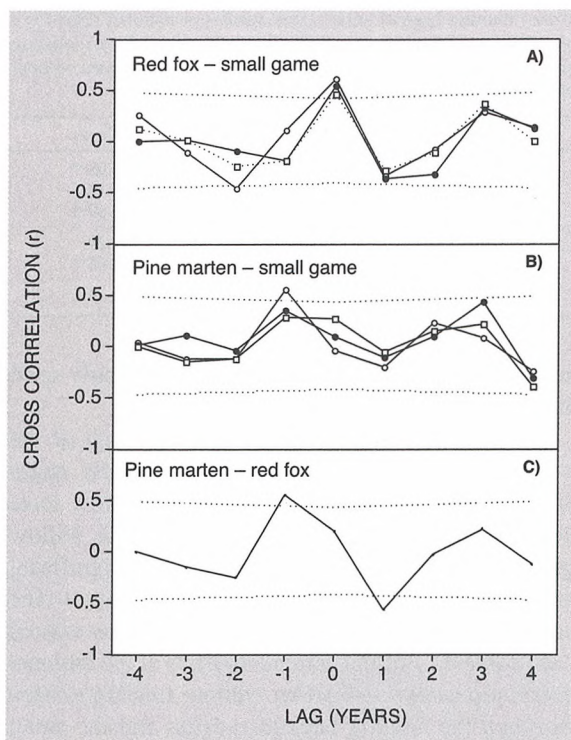 Red fox – small game
A)
1
0.5
0
-0.5
-1
Pine marten – small game
B)
0.5
0
-0.5
-1
Pine marten – red fox
C)
0.5
0
-0.5
-1
CROSS CORRELATION (r)
-4 -3 -2 -1 0 1 2 3 4
LAG (YEARS)